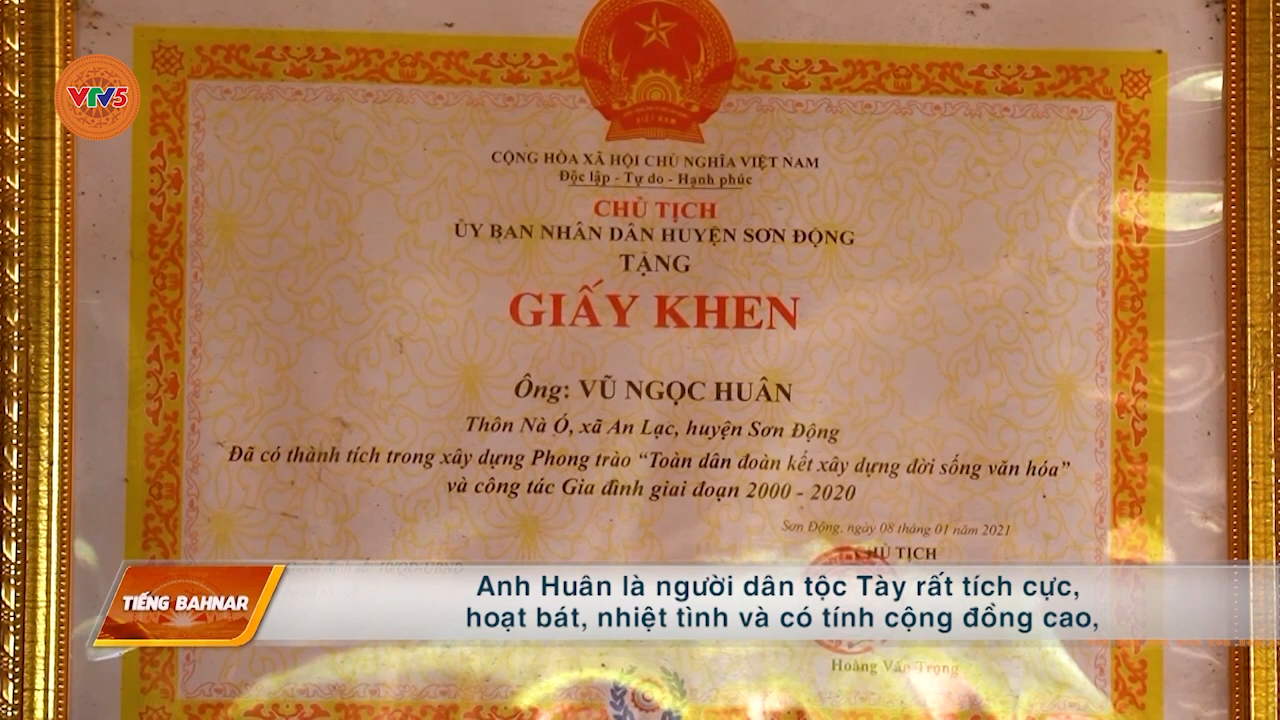 VTV5
VIỆT NAM
CỘNG HÒA XÃ HỘI CHỦ NGHĨA VIỆT NAM
Độc lập - Tự do - Hạnh phúc
CHỦ TỊCH
ỦY BAN NHÂN DÂN HUYỆN SƠN ĐỘNG
TẶNG
GIẤY KHEN
Ông: VŨ NGỌC HUÂN
Thôn Nà Ó, xã An Lạc, huyện Sơn Động
Đã có thành tích trong xây dựng Phong trào “Toàn dân đoàn kết xây dựng đời sống văn hóa”
và công tác Gia đình giai đoạn 2000 - 2020
Sơn Động, ngày 08 tháng 01 năm 2021
CHỦ TỊCH
TIẾNG BAHNAR
Anh Huân là người dân tộc Tày rất tích cực,
hoạt bát, nhiệt tình và có tính cộng đồng cao,
Hoàng Văn Trọng